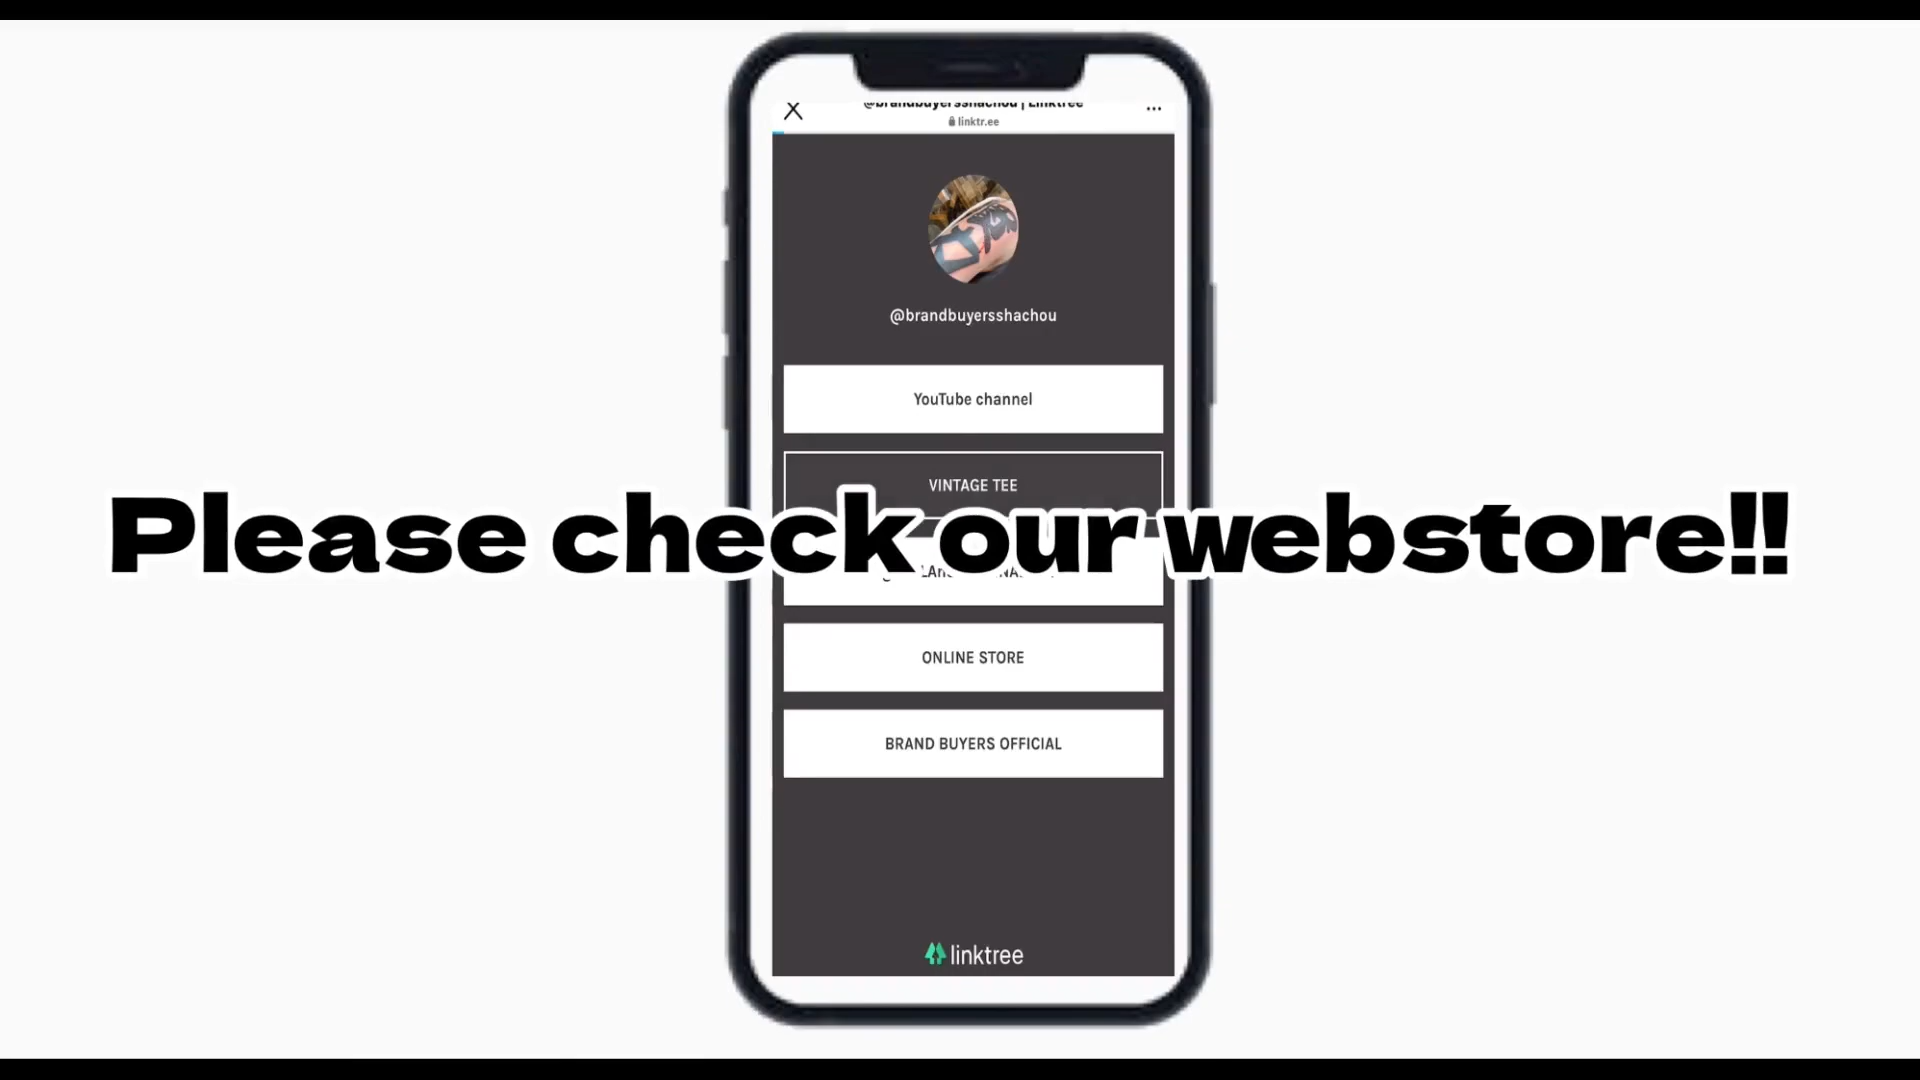 @brandbuyersshachou | Linktree
linktr.ee
@brandbuyersshachou
YouTube channel
VINTAGE TEE
Please check our webstore!!
ONLINE STORE
BRAND BUYERS OFFICIAL
linktree